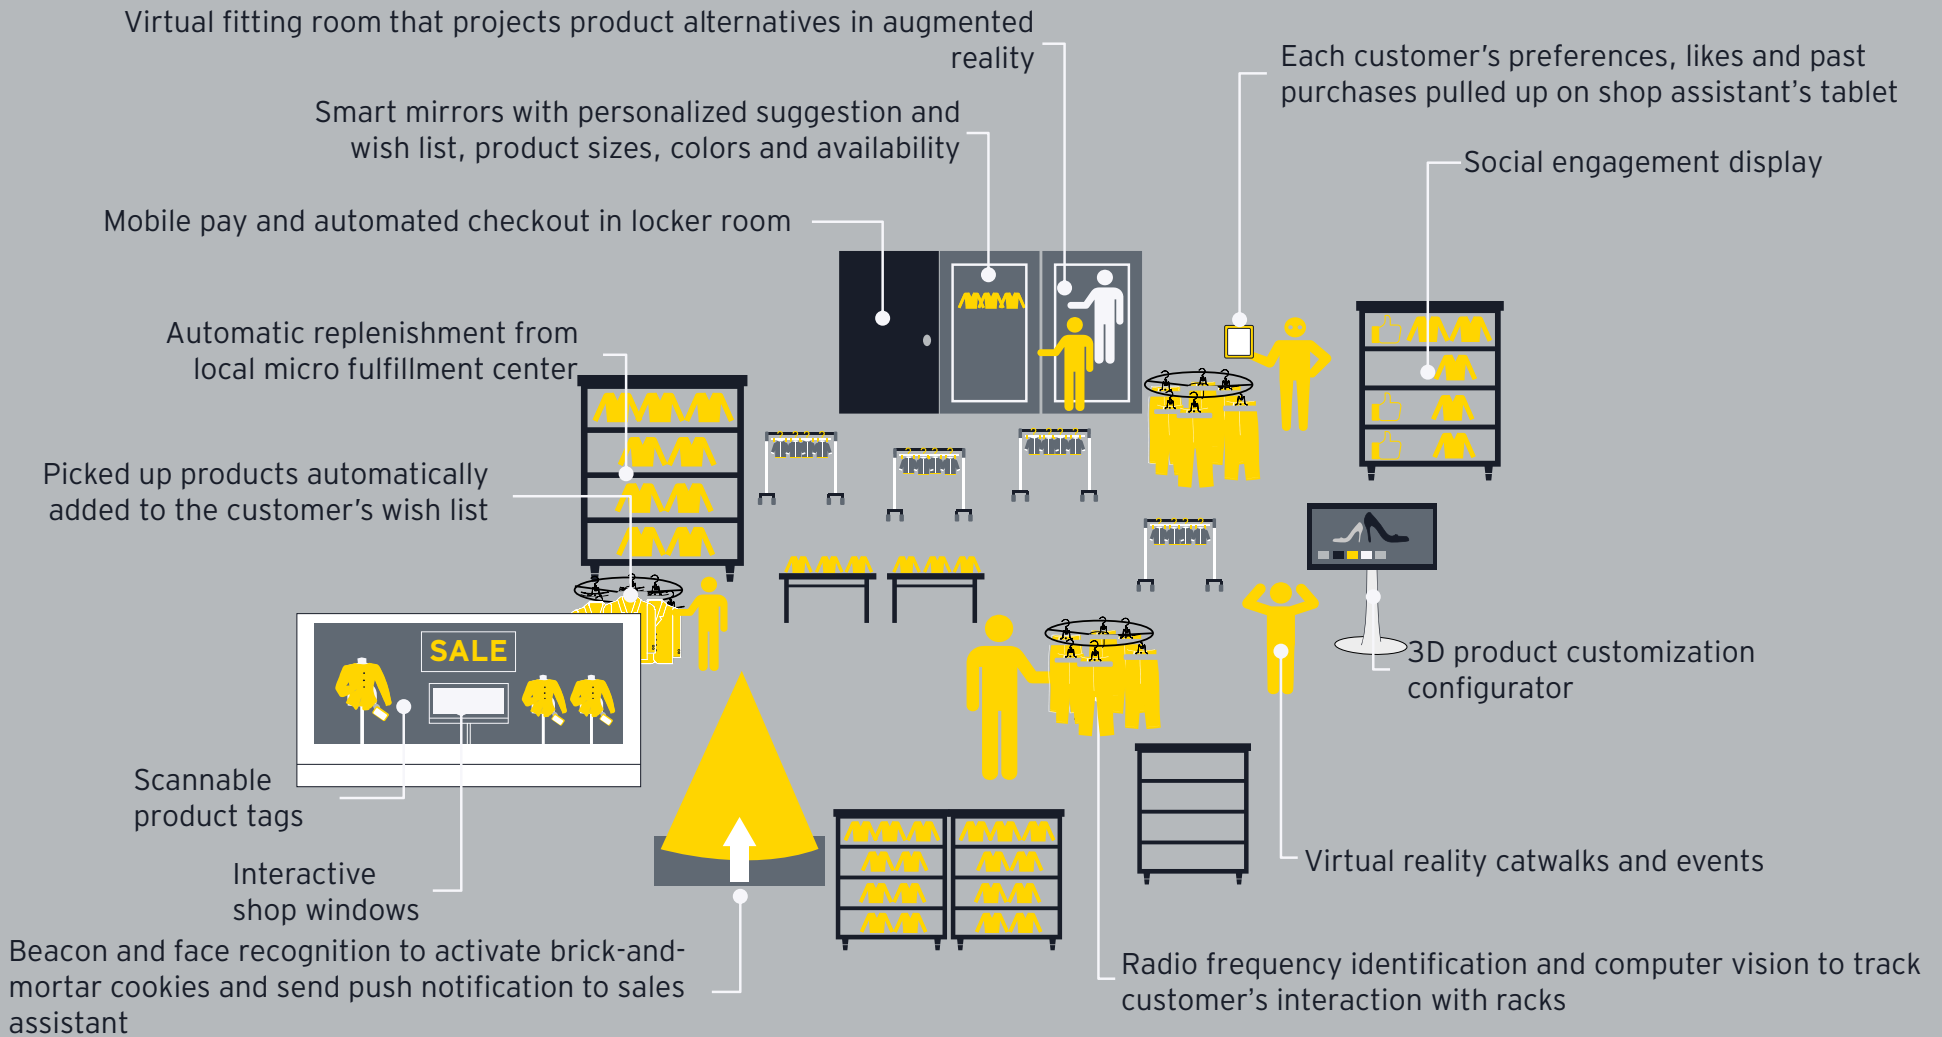 Virtual fitting room that projects product alternatives in augmented
reality
Each customer’s preferences, likes and past
purchases pulled up on shop assistant’s tablet
Smart mirrors with personalized suggestion and
wish list, product sizes, colors and availability
Social engagement display
Mobile pay and automated checkout in locker room
Automatic replenishment from
local micro fulfillment center
Picked up products automatically
added to the customer’s wish list
SALE
3D product customization
configurator
Scannable
product tags
Interactive
shop windows
Virtual reality catwalks and events
Beacon and face recognition to activate brick-and-
mortar cookies and send push notification to sales
assistant
Radio frequency identification and computer vision to track
customer’s interaction with racks